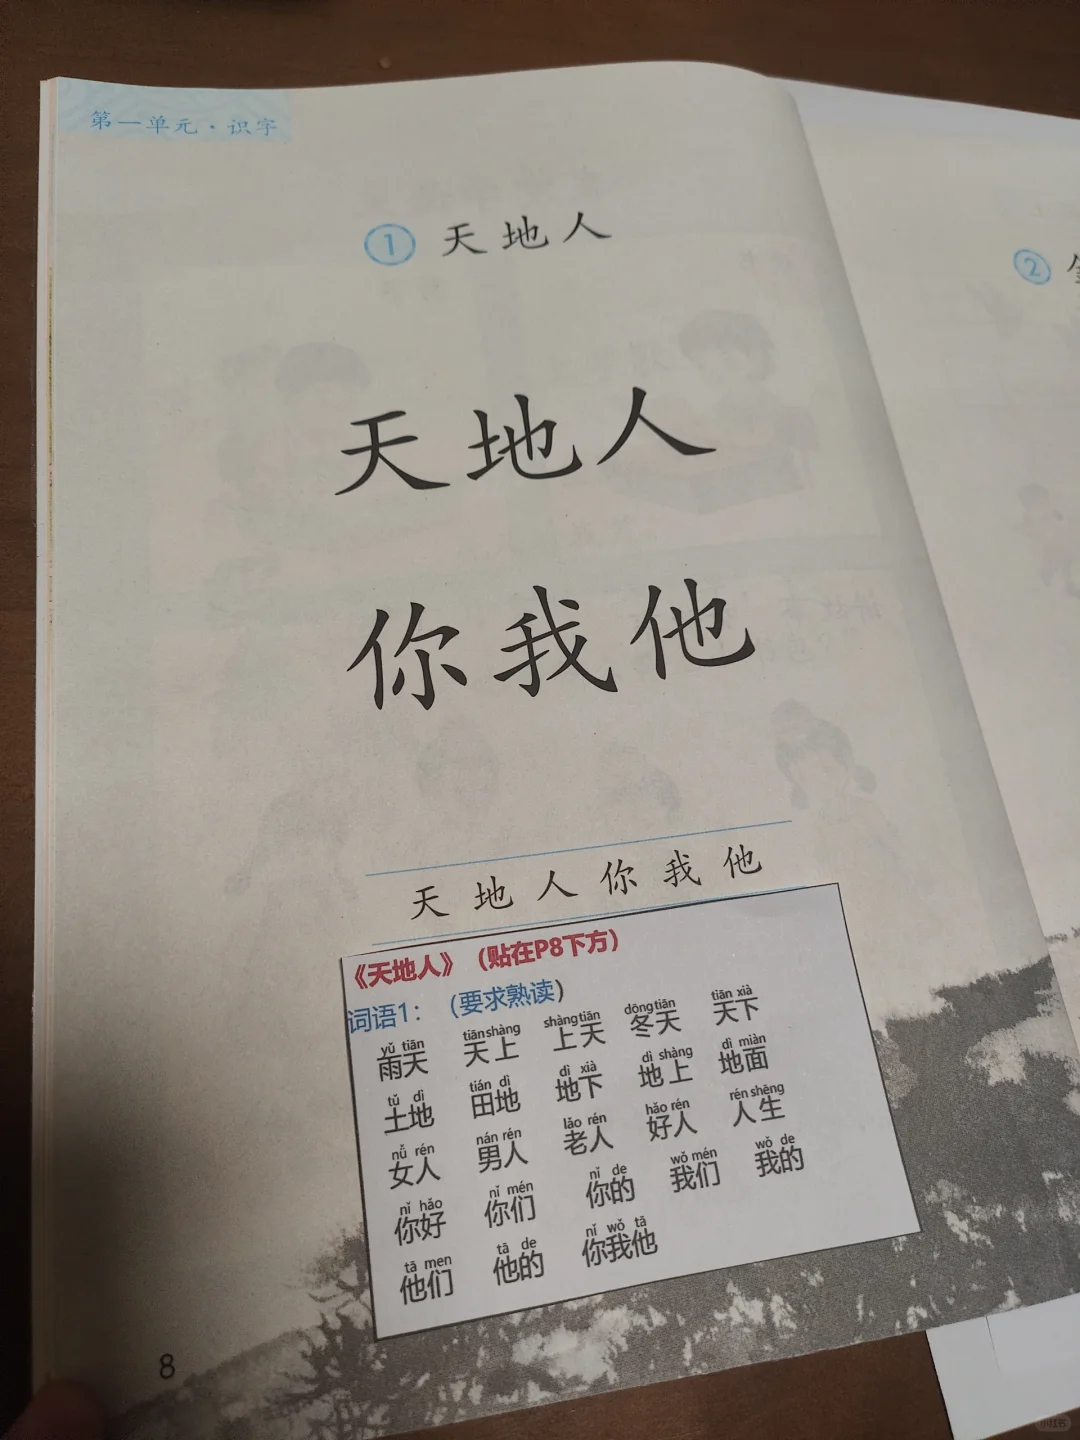 第一单元·识字
① 天地人
天地人
你我他
天地人你我他
《天地人》（贴在P8下方）
词语1：（要求熟读）
yǔ tiān tiān shàng shàng tiān dōng tiān tiān xià
雨天 天上 上天 冬天 天下
tǔ dì tián dì dì xià dì shàng dì miàn
土地 田地 地下 地上 地面
nǚ rén nán rén lǎo rén hǎo rén rén shēng
女人 男人 老人 好人 人生
nǐ hǎo nǐ mén nǐ de wǒ mén wǒ de
你好 你们 你的 我们 我的
tā men tā de nǐ wǒ tā
他们 他的 你我他
8
②